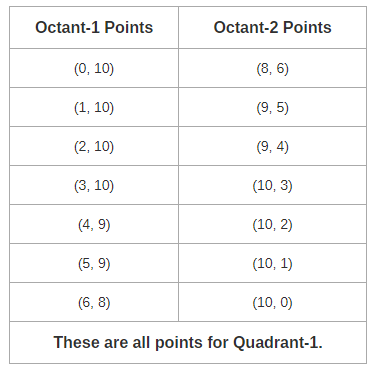 Octant-1 Points Octant-2 Points
(0, 10) (8, 6)
(1, 10) (9, 5)
(2, 10) (9, 4)
(3, 10) (10, 3)
(4, 9) (10, 2)
(5, 9) (10, 1)
(6, 8) (10, 0)
These are all points for Quadrant-1.